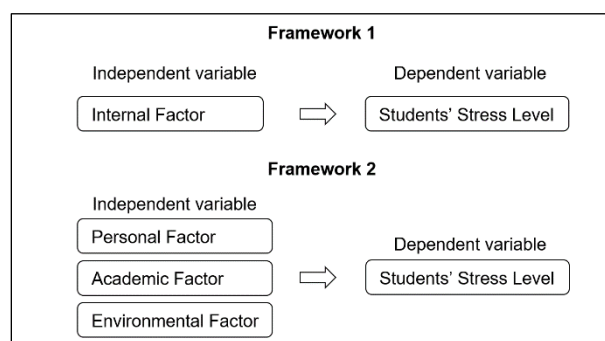 Framework 1
Independent variable
Dependent variable
Internal Factor
Students' Stress Level
Framework 2
Independent variable
Personal Factor
Academic Factor
Environmental Factor
Dependent variable
Students' Stress Level